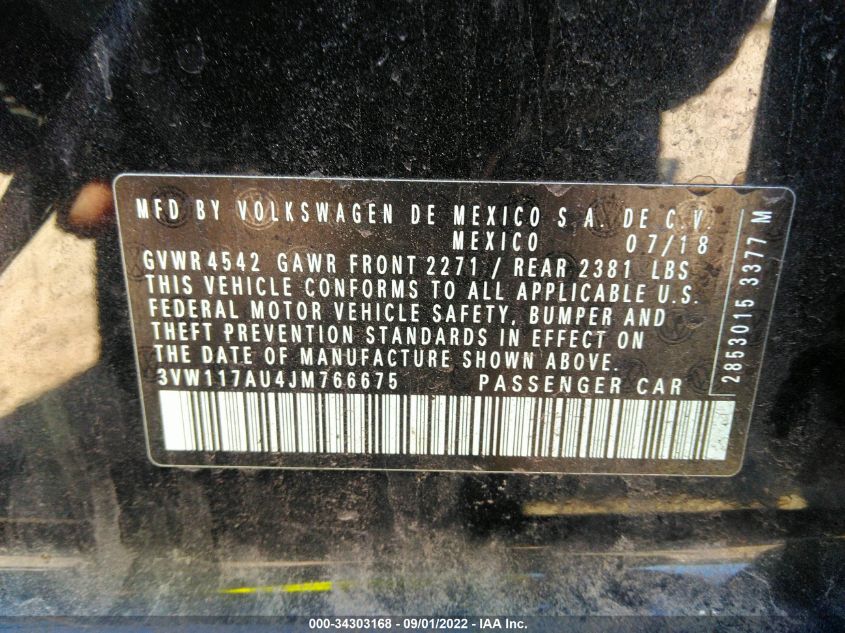 MFD BY VOLKSWAGEN DE MEXICO S.A. DE C.V.
MEXICO 07/18
GVWR 4542 GAWR FRONT 2271 / REAR 2381 LBS
THIS VEHICLE CONFORMS TO ALL APPLICABLE U.S.
FEDERAL MOTOR VEHICLE SAFETY, BUMPER AND
THEFT PREVENTION STANDARDS IN EFFECT ON
THE DATE OF MANUFACTURE SHOWN ABOVE.
3VW117AU4JM766675 PASSENGER CAR
2853015 3377 M
000-34303168 - 09/01/2022 - IAA Inc.